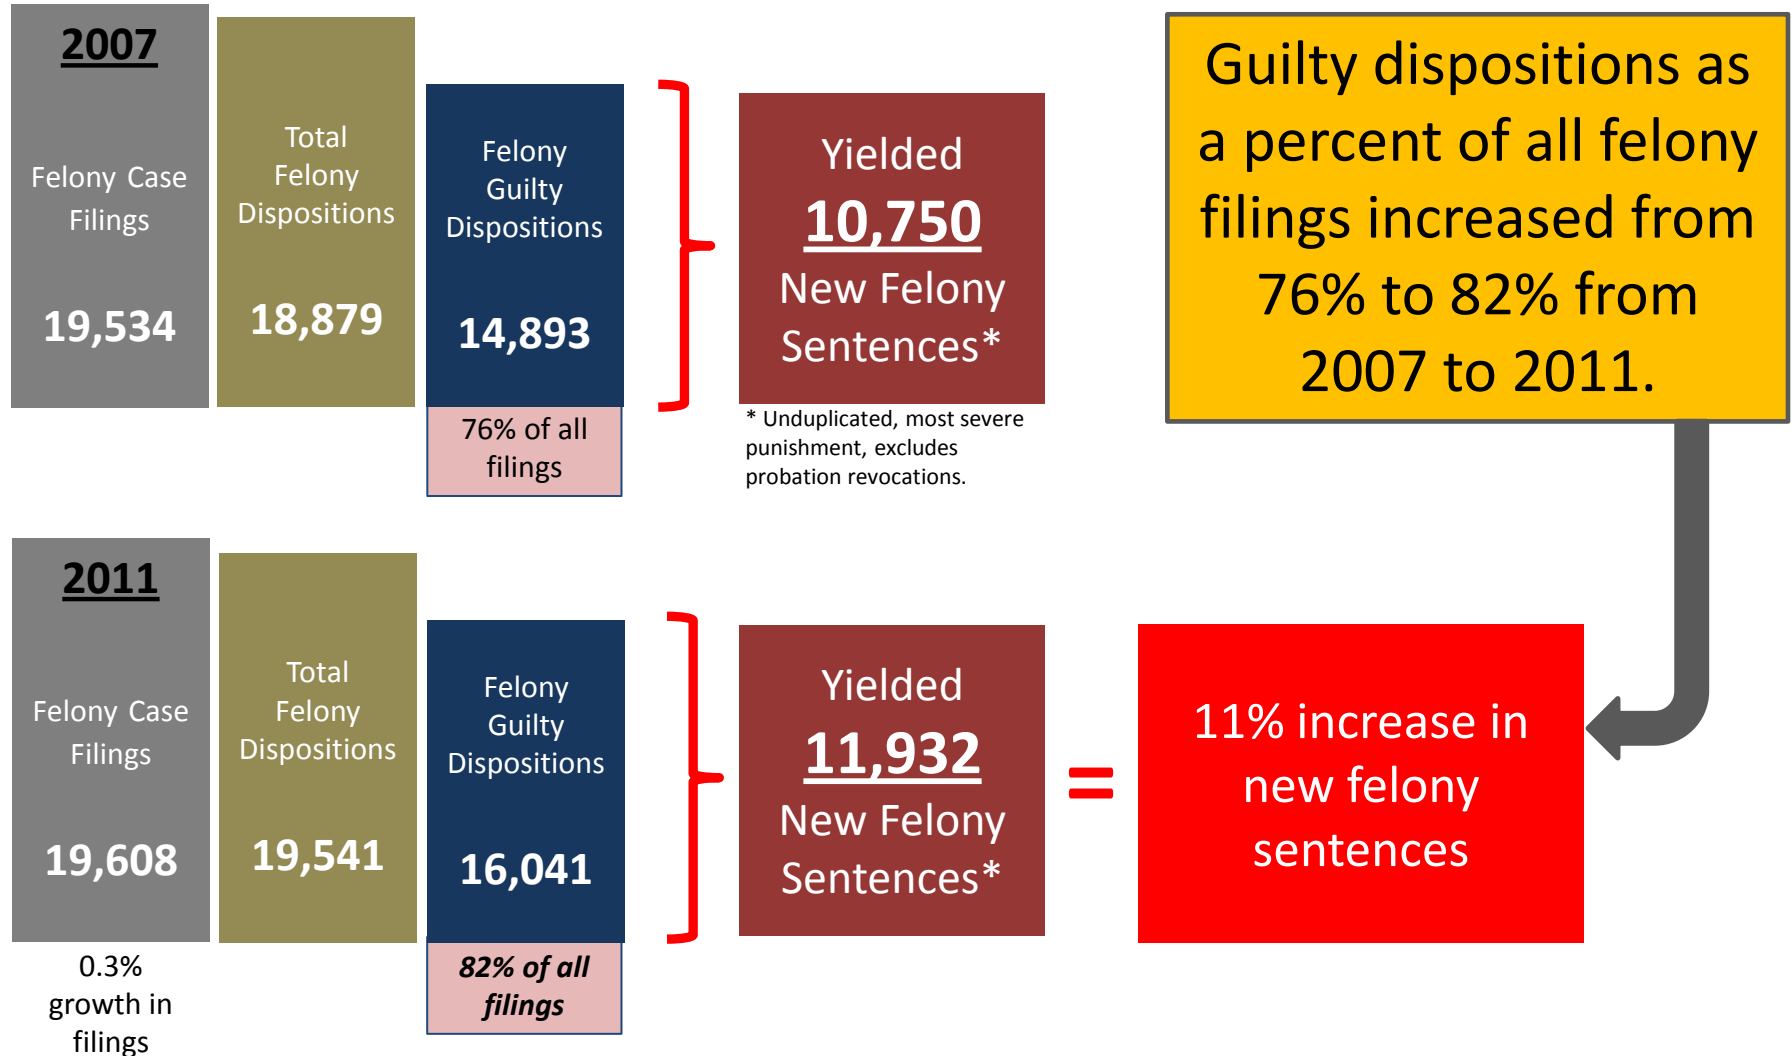 2007
Felony Case
Filings
19,534
Total
Felony
Dispositions
18,879
Felony
Guilty
Dispositions
14,893
76% of all
filings
Yielded
10,750
New Felony
Sentences*
* Unduplicated, most severe
punishment, excludes
probation revocations.
Guilty dispositions as
a percent of all felony
filings increased from
76% to 82% from
2007 to 2011.
2011
Felony Case
Filings
19,608
0.3%
growth in
filings
Total
Felony
Dispositions
19,541
Felony
Guilty
Dispositions
16,041
82% of all
filings
Yielded
11,932
New Felony
Sentences*
=
11% increase in
new felony
sentences